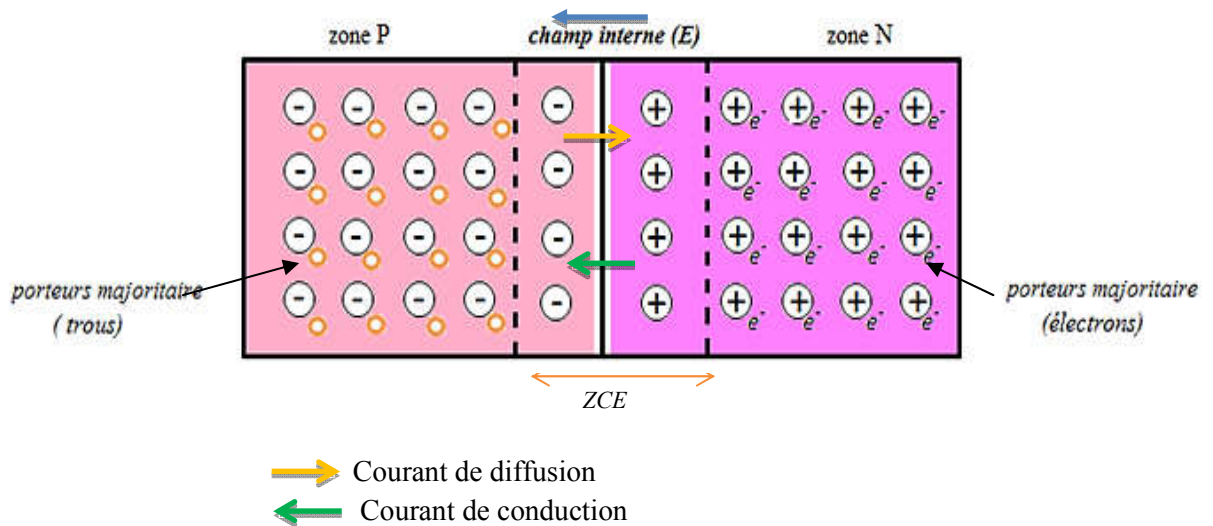 zone P champ interne (E) zone N
- - - - - + + + + +
e- e- e- e-
- - - - - + + + + +
e- e- e- e-
- - - - - + + + + +
e- e- e- e-
- - - - - + + + + +
e- e- e- e-
porteurs majoritaire
( trous)
porteurs majoritaire
(électrons)
ZCE
Courant de diffusion
Courant de conduction